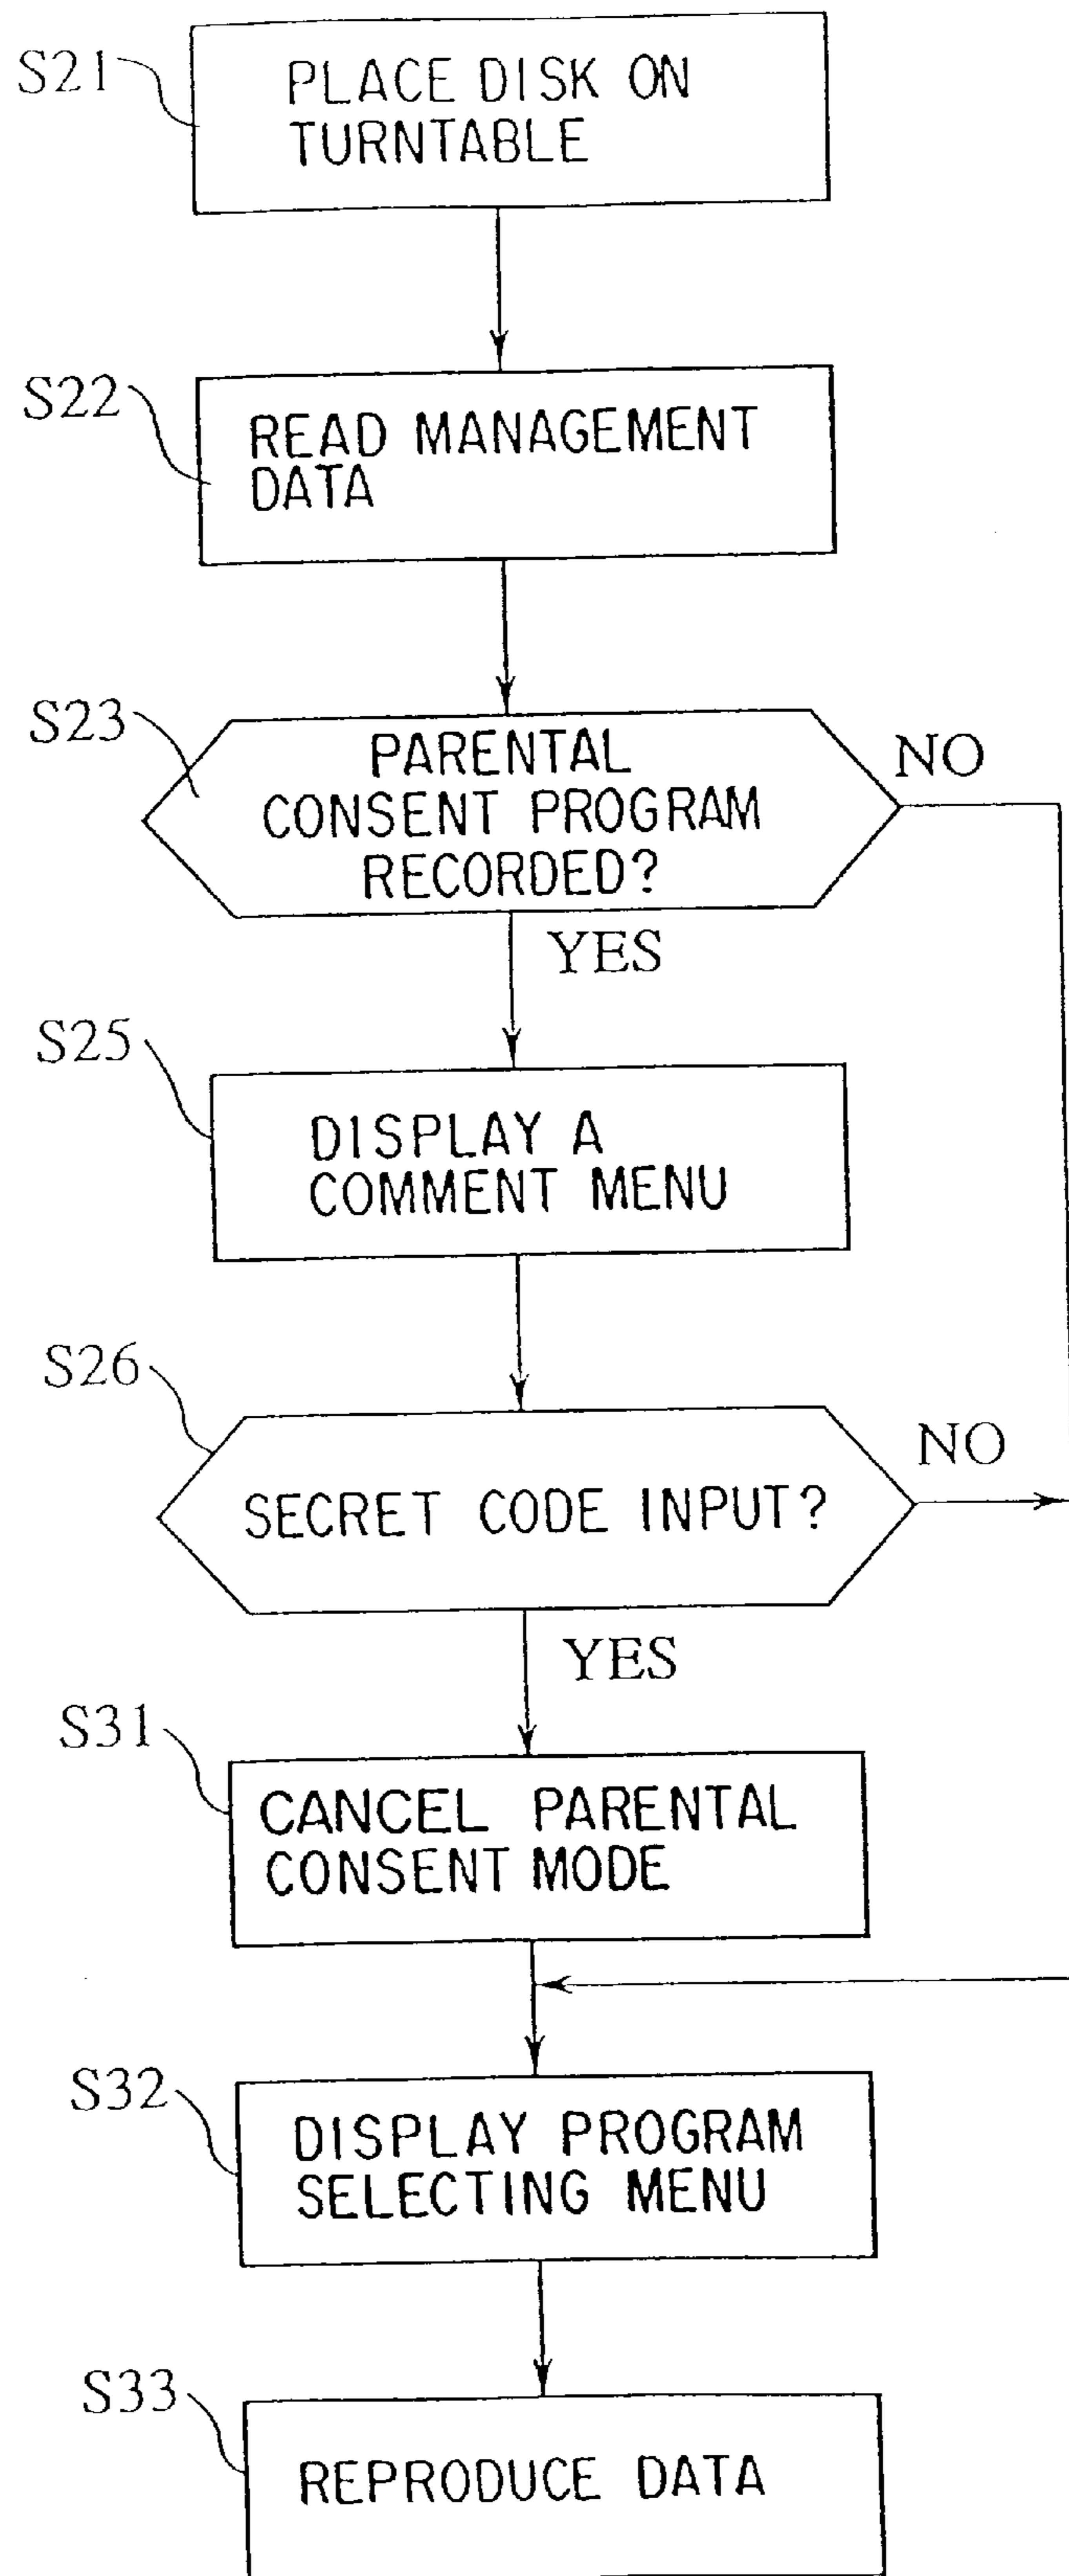 S21
PLACE DISK ON
TURNTABLE
S22
READ MANAGEMENT
DATA
S23
PARENTAL
CONSENT PROGRAM
RECORDED?
NO
YES
S25
DISPLAY A
COMMENT MENU
S26
SECRET CODE INPUT?
NO
YES
S31
CANCEL PARENTAL
CONSENT MODE
S32
DISPLAY PROGRAM
SELECTING MENU
S33
REPRODUCE DATA